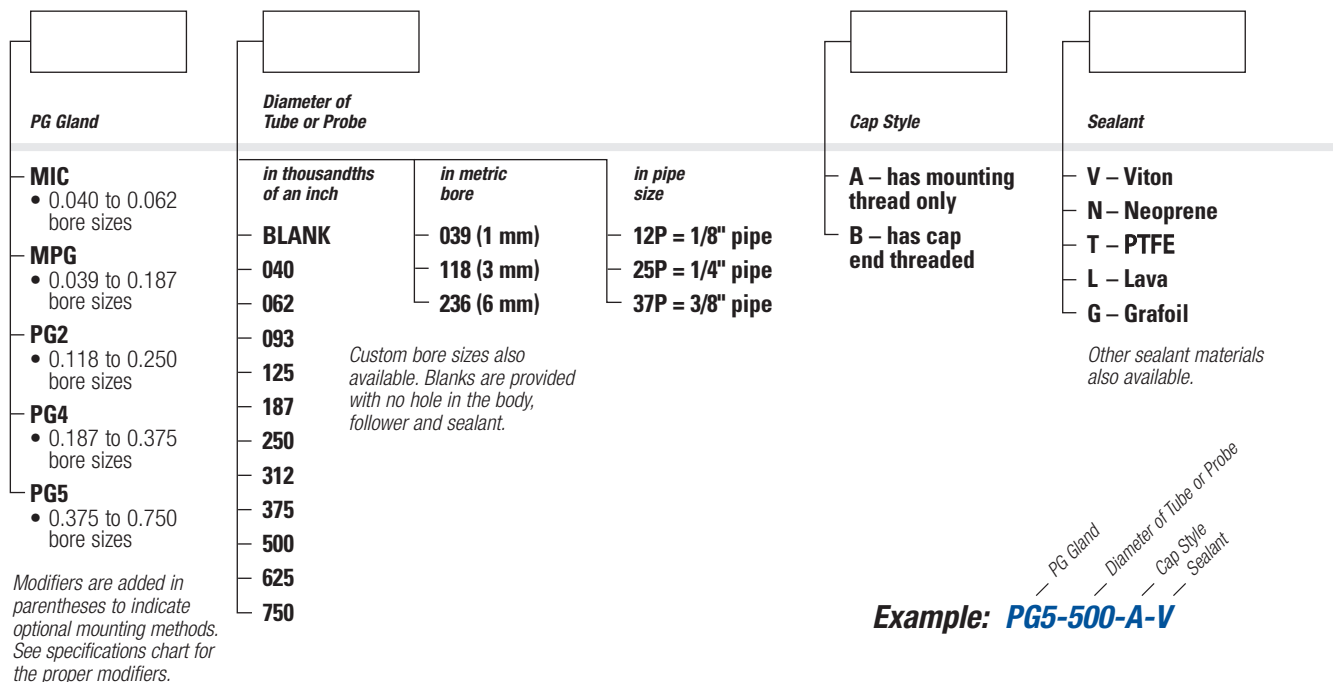 PG Gland
MIC
• 0.040 to 0.062
bore sizes
MPG
• 0.039 to 0.187
bore sizes
PG2
• 0.118 to 0.250
bore sizes
PG4
• 0.187 to 0.375
bore sizes
PG5
• 0.375 to 0.750
bore sizes
Modifiers are added in
parentheses to indicate
optional mounting methods.
See specifications chart for
the proper modifiers.
Diameter of
Tube or Probe
in thousandths
of an inch
BLANK
040
062
093
125
187
250
312
375
500
625
750
in metric
bore
039 (1 mm)
118 (3 mm)
236 (6 mm)
in pipe
size
12P = 1/8" pipe
25P = 1/4" pipe
37P = 3/8" pipe
Custom bore sizes also
available. Blanks are provided
with no hole in the body,
follower and sealant.
Cap Style
A – has mounting
thread only
B – has cap
end threaded
Sealant
V – Viton
N – Neoprene
T – PTFE
L – Lava
G – Grafoil
Other sealant materials
also available.
PG Gland
Diameter of Tube or Probe
Cap Style
Sealant
Example: PG5-500-A-V